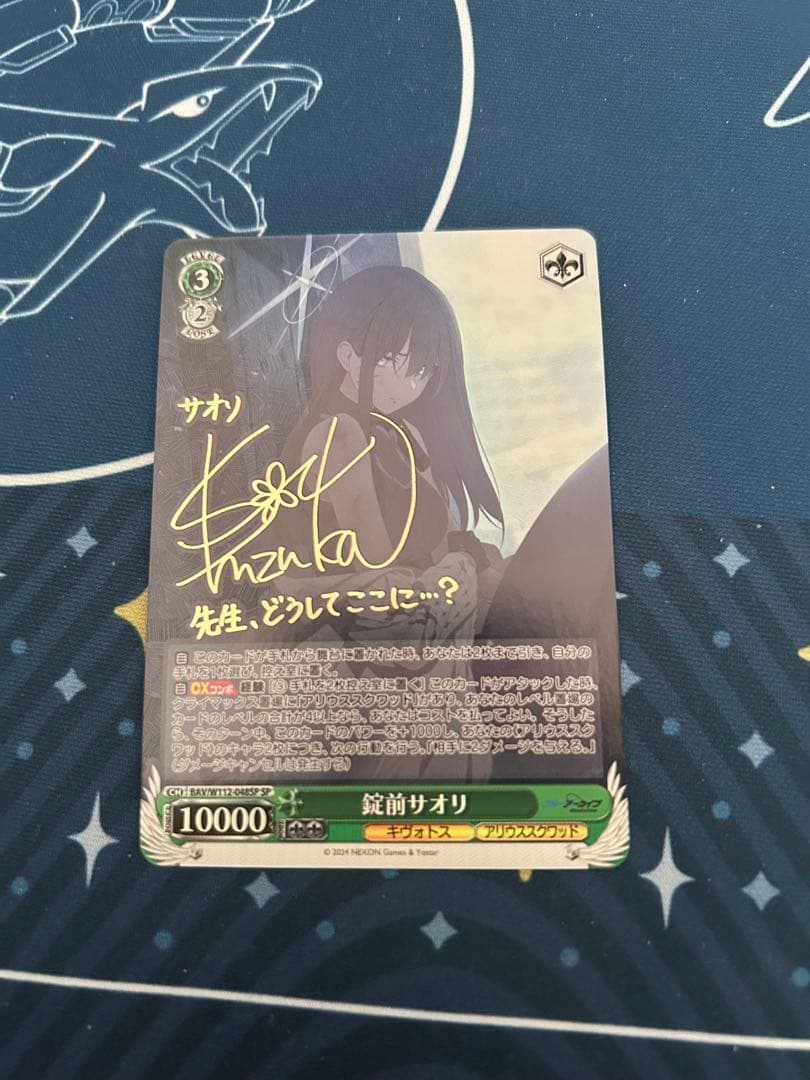 LEVEL
3
2
COST
サオリ
Suzuka
先生、どうしてここに…?
自 このカードが手札から舞台に置かれた時、あなたは2枚まで引き、自分の
手札を1枚選び、控え室に置く。
自 CXコンボ 経験 [③ 手札を2枚控え室に置く] このカードがアタックした時、
クライマックス置場に「アリウススクワッド」があり、あなたのレベル置場の
カードのレベルの合計が4以上なら、あなたはコストを払ってよい。そうした
ら、そのターン中、このカードのパワーを+1000し、あなたの《アリウスス
クワッド》のキャラ2枚につき、次の行動を行う。『相手に2ダメージを与える。』
(ダメージキャンセルは発生する)
CH BAV/W112-048SP SP
錠前サオリ
ブルーアーカイブ
10000
キヴォトス アリウススクワッド
© 2024 NEXON Games & Yostar